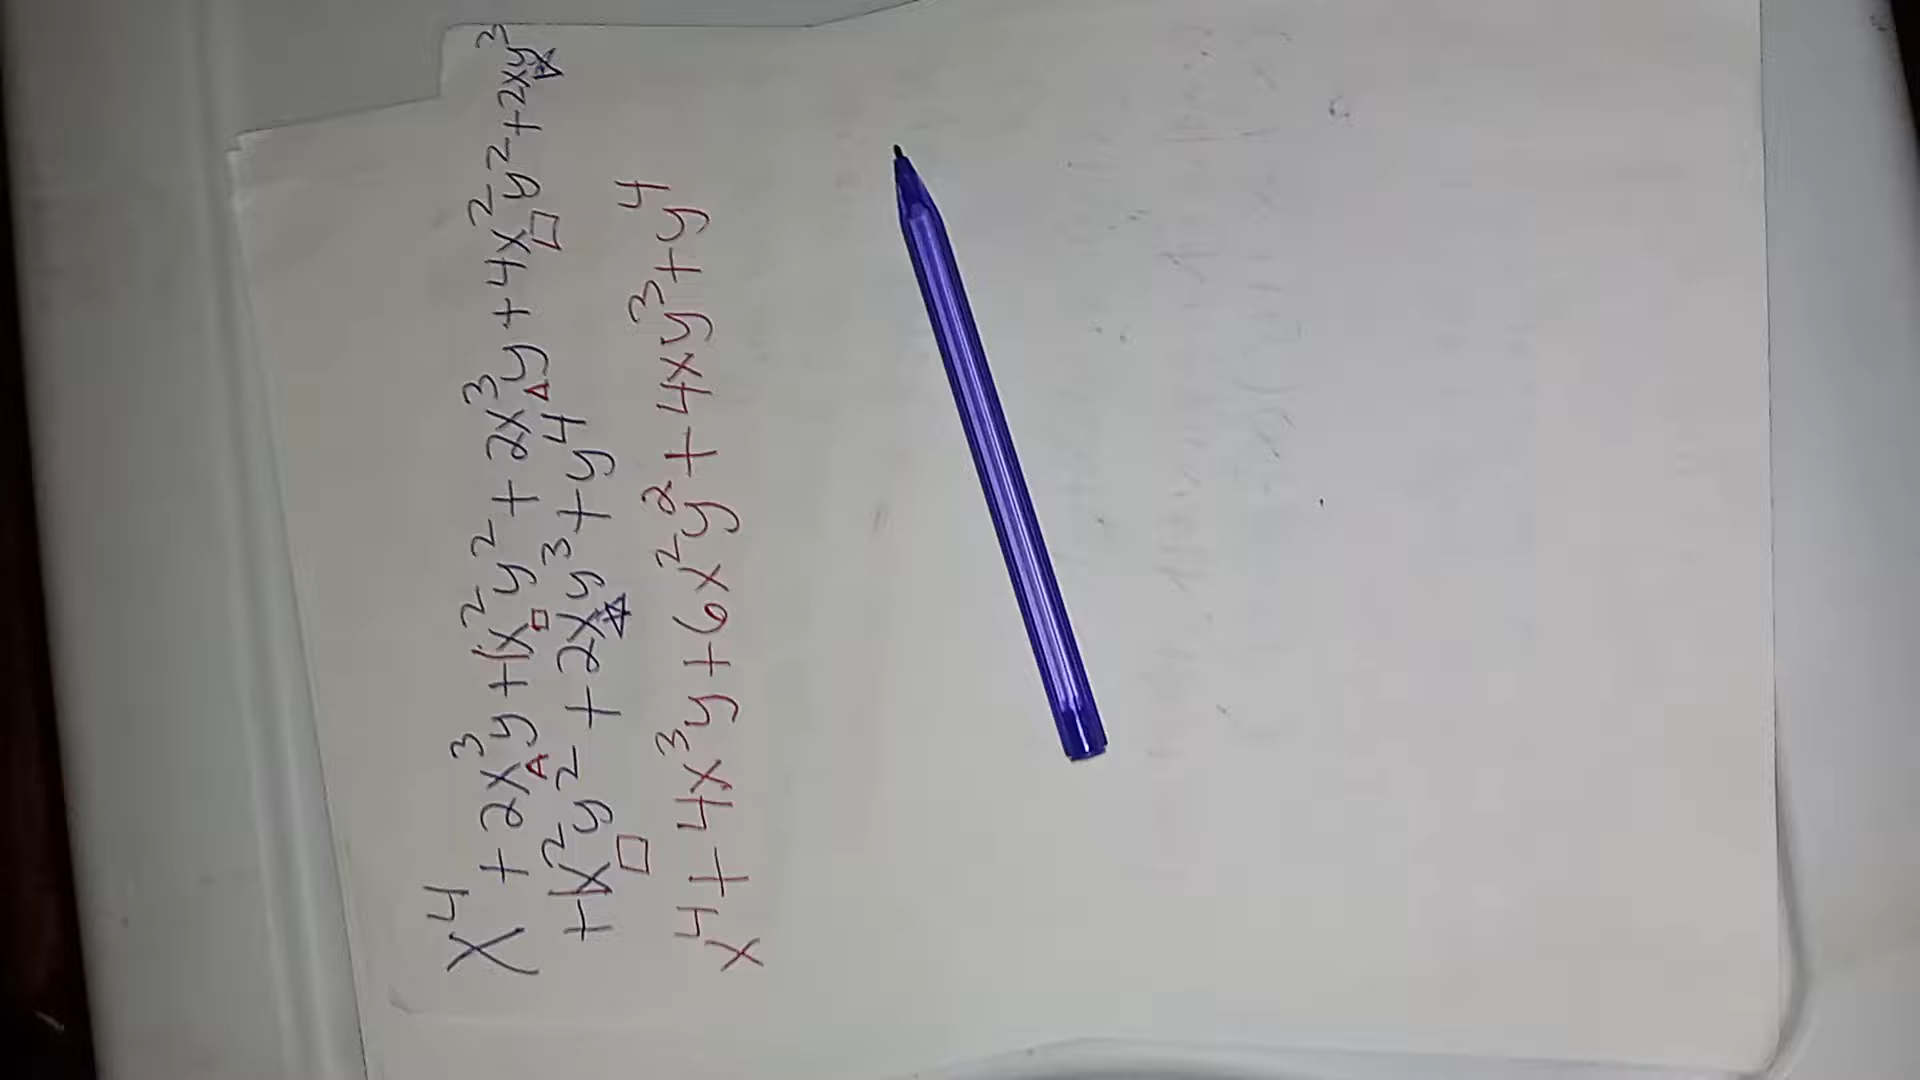 x⁴ + 2x³y + 1x²y² + 2x³y + 4x²y² + 2xy³
+ 1x²y² + 2xy³ + y⁴
x⁴ + 4x³y + 6x²y² + 4xy³ + y⁴